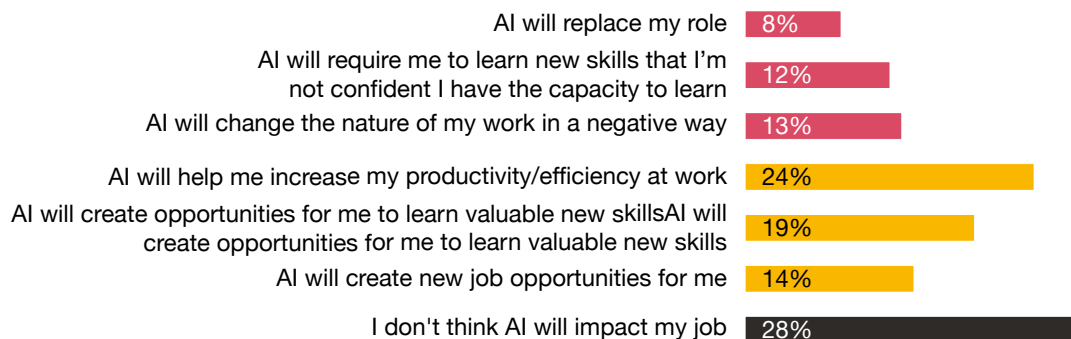 AI will replace my role 8%
AI will require me to learn new skills that I’m
not confident I have the capacity to learn 12%
AI will change the nature of my work in a negative way 13%
AI will help me increase my productivity/efficiency at work 24%
AI will create opportunities for me to learn valuable new skillsAI will
create opportunities for me to learn valuable new skills 19%
AI will create new job opportunities for me 14%
I don't think AI will impact my job 28%